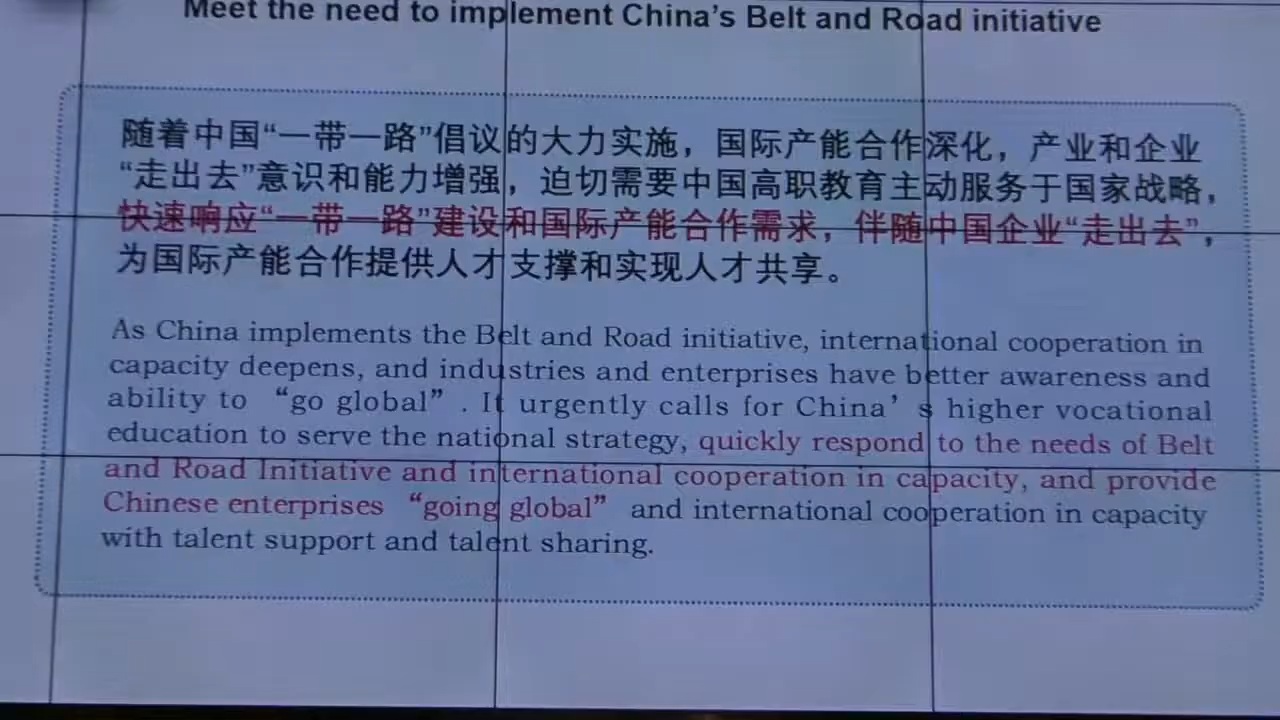 Meet the need to implement China's Belt and Road initiative
随着中国“一带一路”倡议的大力实施，国际产能合作深化，产业和企业
“走出去”意识和能力增强，迫切需要中国高职教育主动服务于国家战略，
快速响应“一带一路”建设和国际产能合作需求，伴随中国企业“走出去”，
为国际产能合作提供人才支撑和实现人才共享。
As China implements the Belt and Road initiative, international cooperation in
capacity deepens, and industries and enterprises have better awareness and
ability to “go global”. It urgently calls for China’s higher vocational
education to serve the national strategy, quickly respond to the needs of Belt
and Road Initiative and international cooperation in capacity, and provide
Chinese enterprises “going global” and international cooperation in capacity
with talent support and talent sharing.